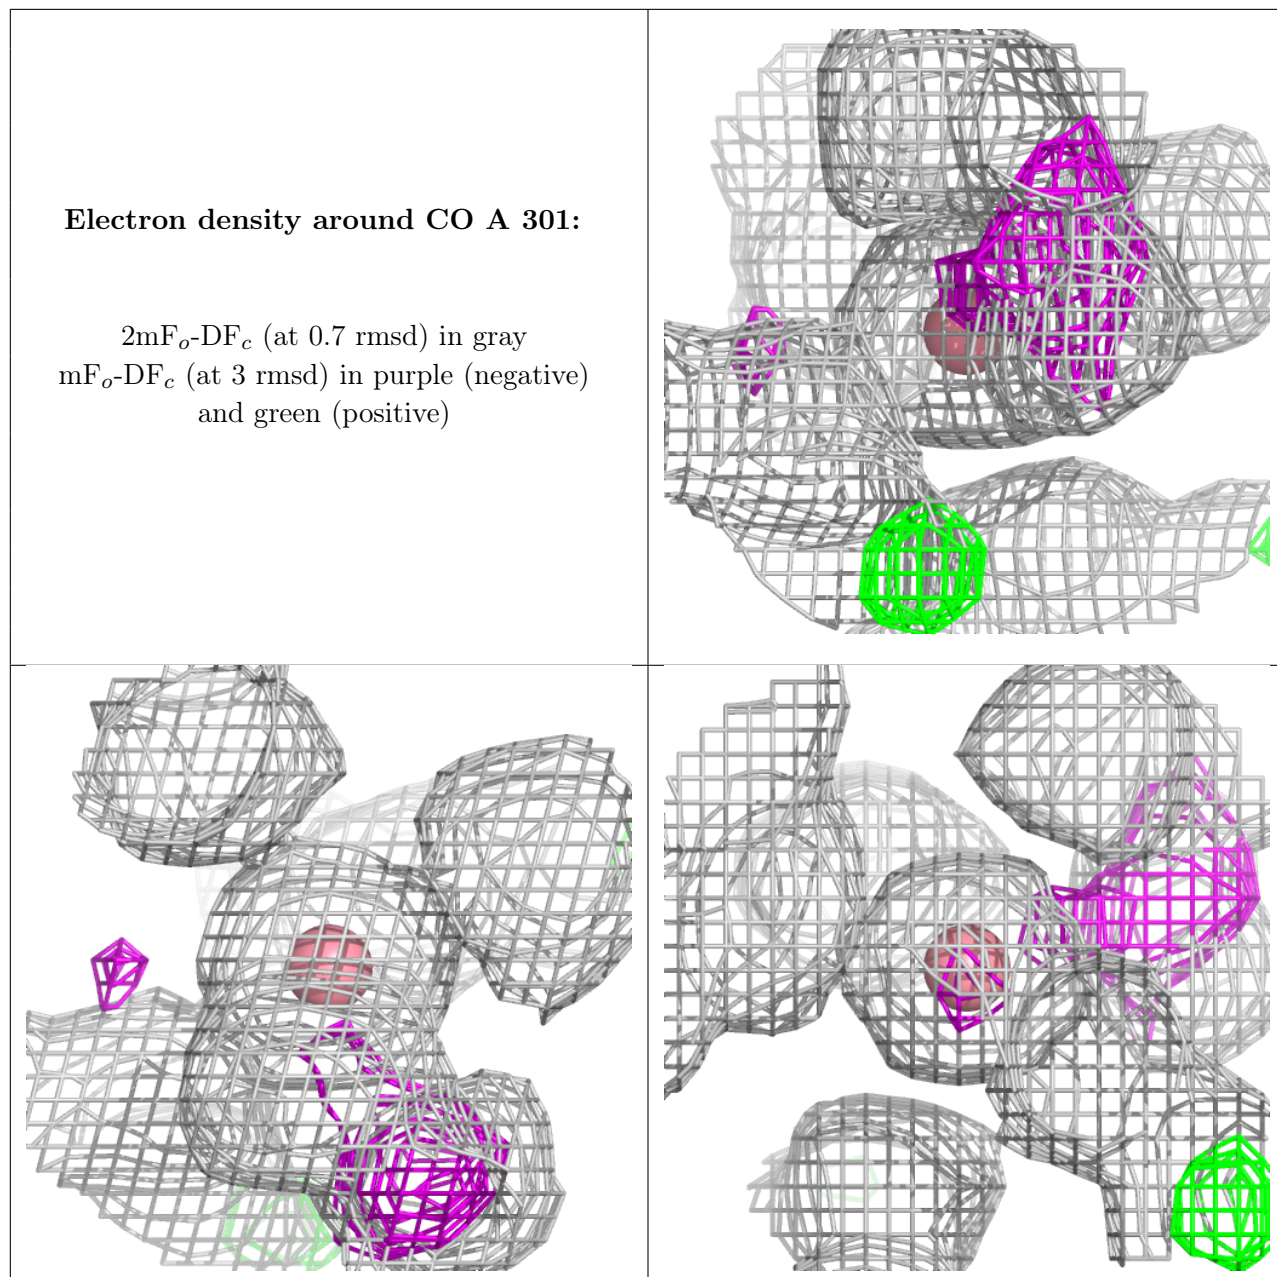 Electron density around CO A 301:
2mFo-DFc (at 0.7 rmsd) in gray
mFo-DFc (at 3 rmsd) in purple (negative)
and green (positive)